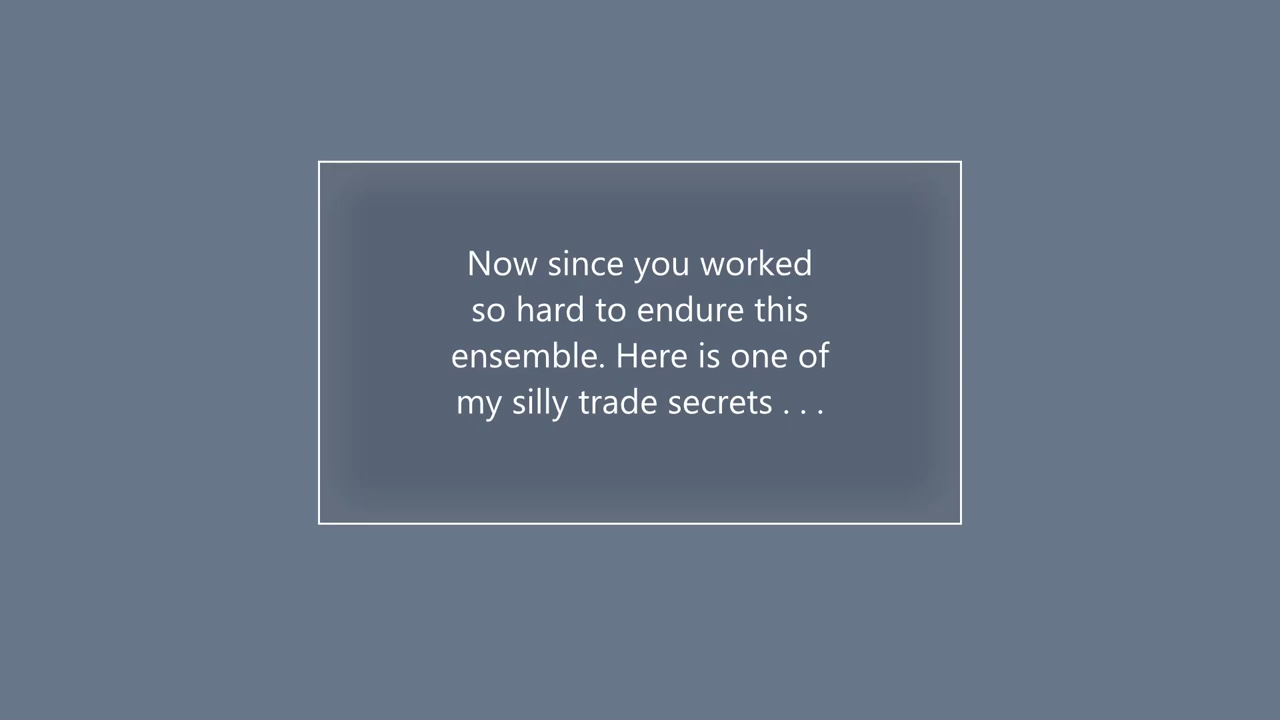 Now since you worked
so hard to endure this
ensemble. Here is one of
my silly trade secrets . . .